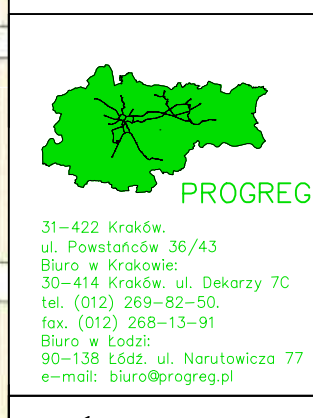 PROGREG
31-422 Kraków.
ul. Powstańców 36/43
Biuro w Krakowie:
30-414 Kraków. ul. Dekarzy 7C
tel. (012) 269-82-50.
fax. (012) 268-13-91
Biuro w Łodzi:
90-138 Łódź. ul. Narutowicza 77
e-mail: biuro@progreg.pl